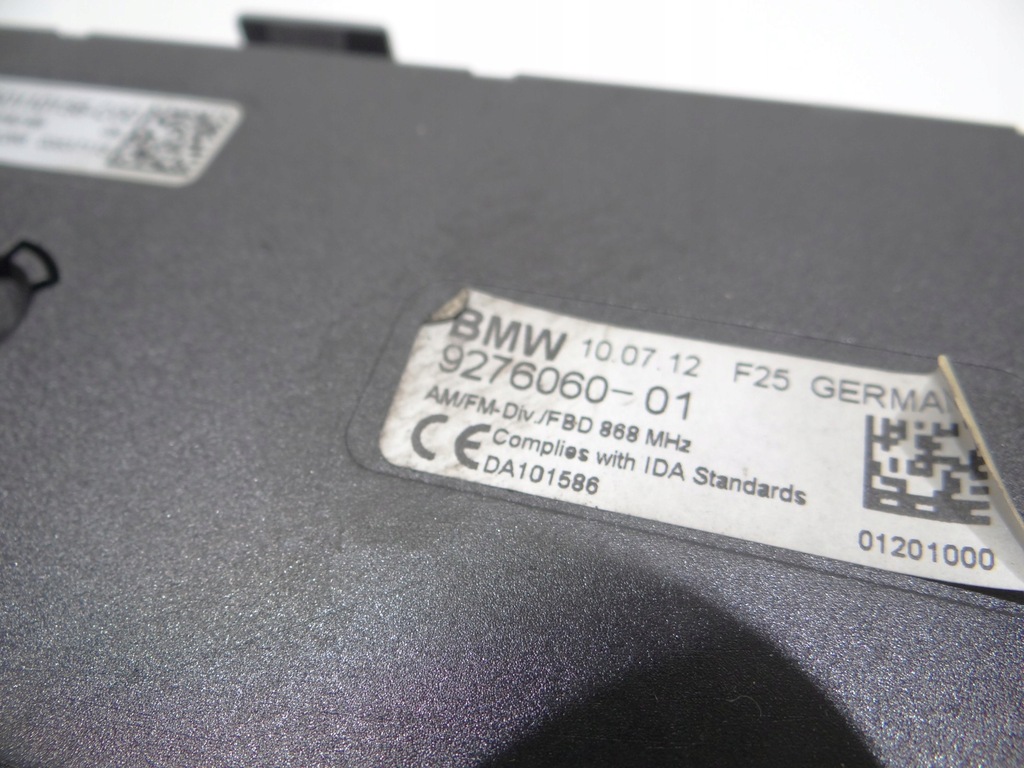 BMW 10.07.12 F25 GERMA
9276060-01
AM/FM-Div./FBD 868 MHz
CE Complies with IDA Standards
DA101586
01201000